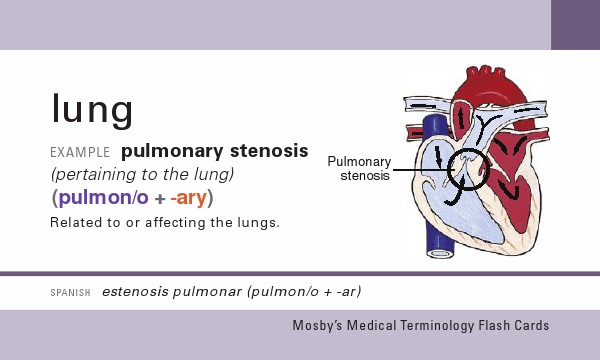 lung
EXAMPLE pulmonary stenosis
(pertaining to the lung)
(pulmon/o + -ary)
Related to or affecting the lungs.
Pulmonary
stenosis
SPANISH estenosis pulmonar (pulmon/o + -ar)
Mosby's Medical Terminology Flash Cards